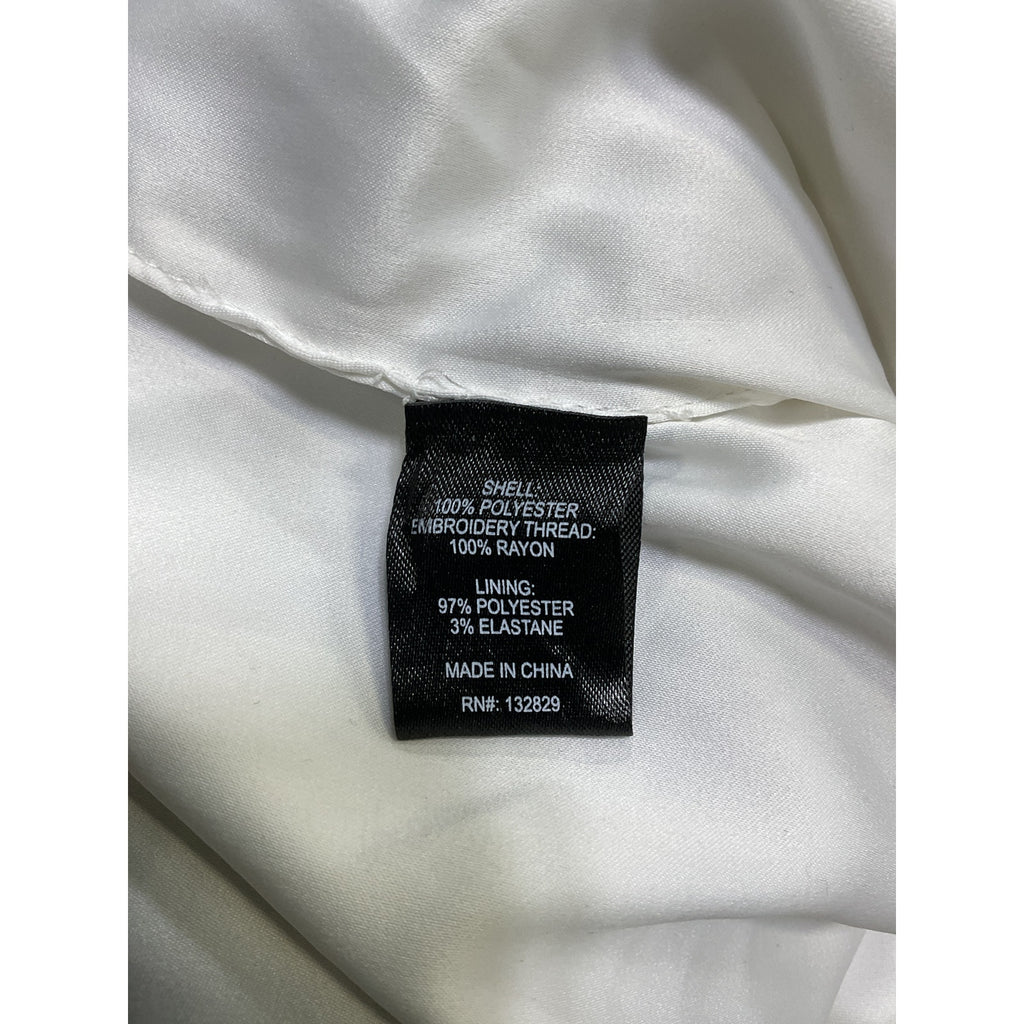 SHELL:
100% POLYESTER
EMBROIDERY THREAD:
100% RAYON
LINING:
97% POLYESTER
3% ELASTANE
MADE IN CHINA
RN#: 132829